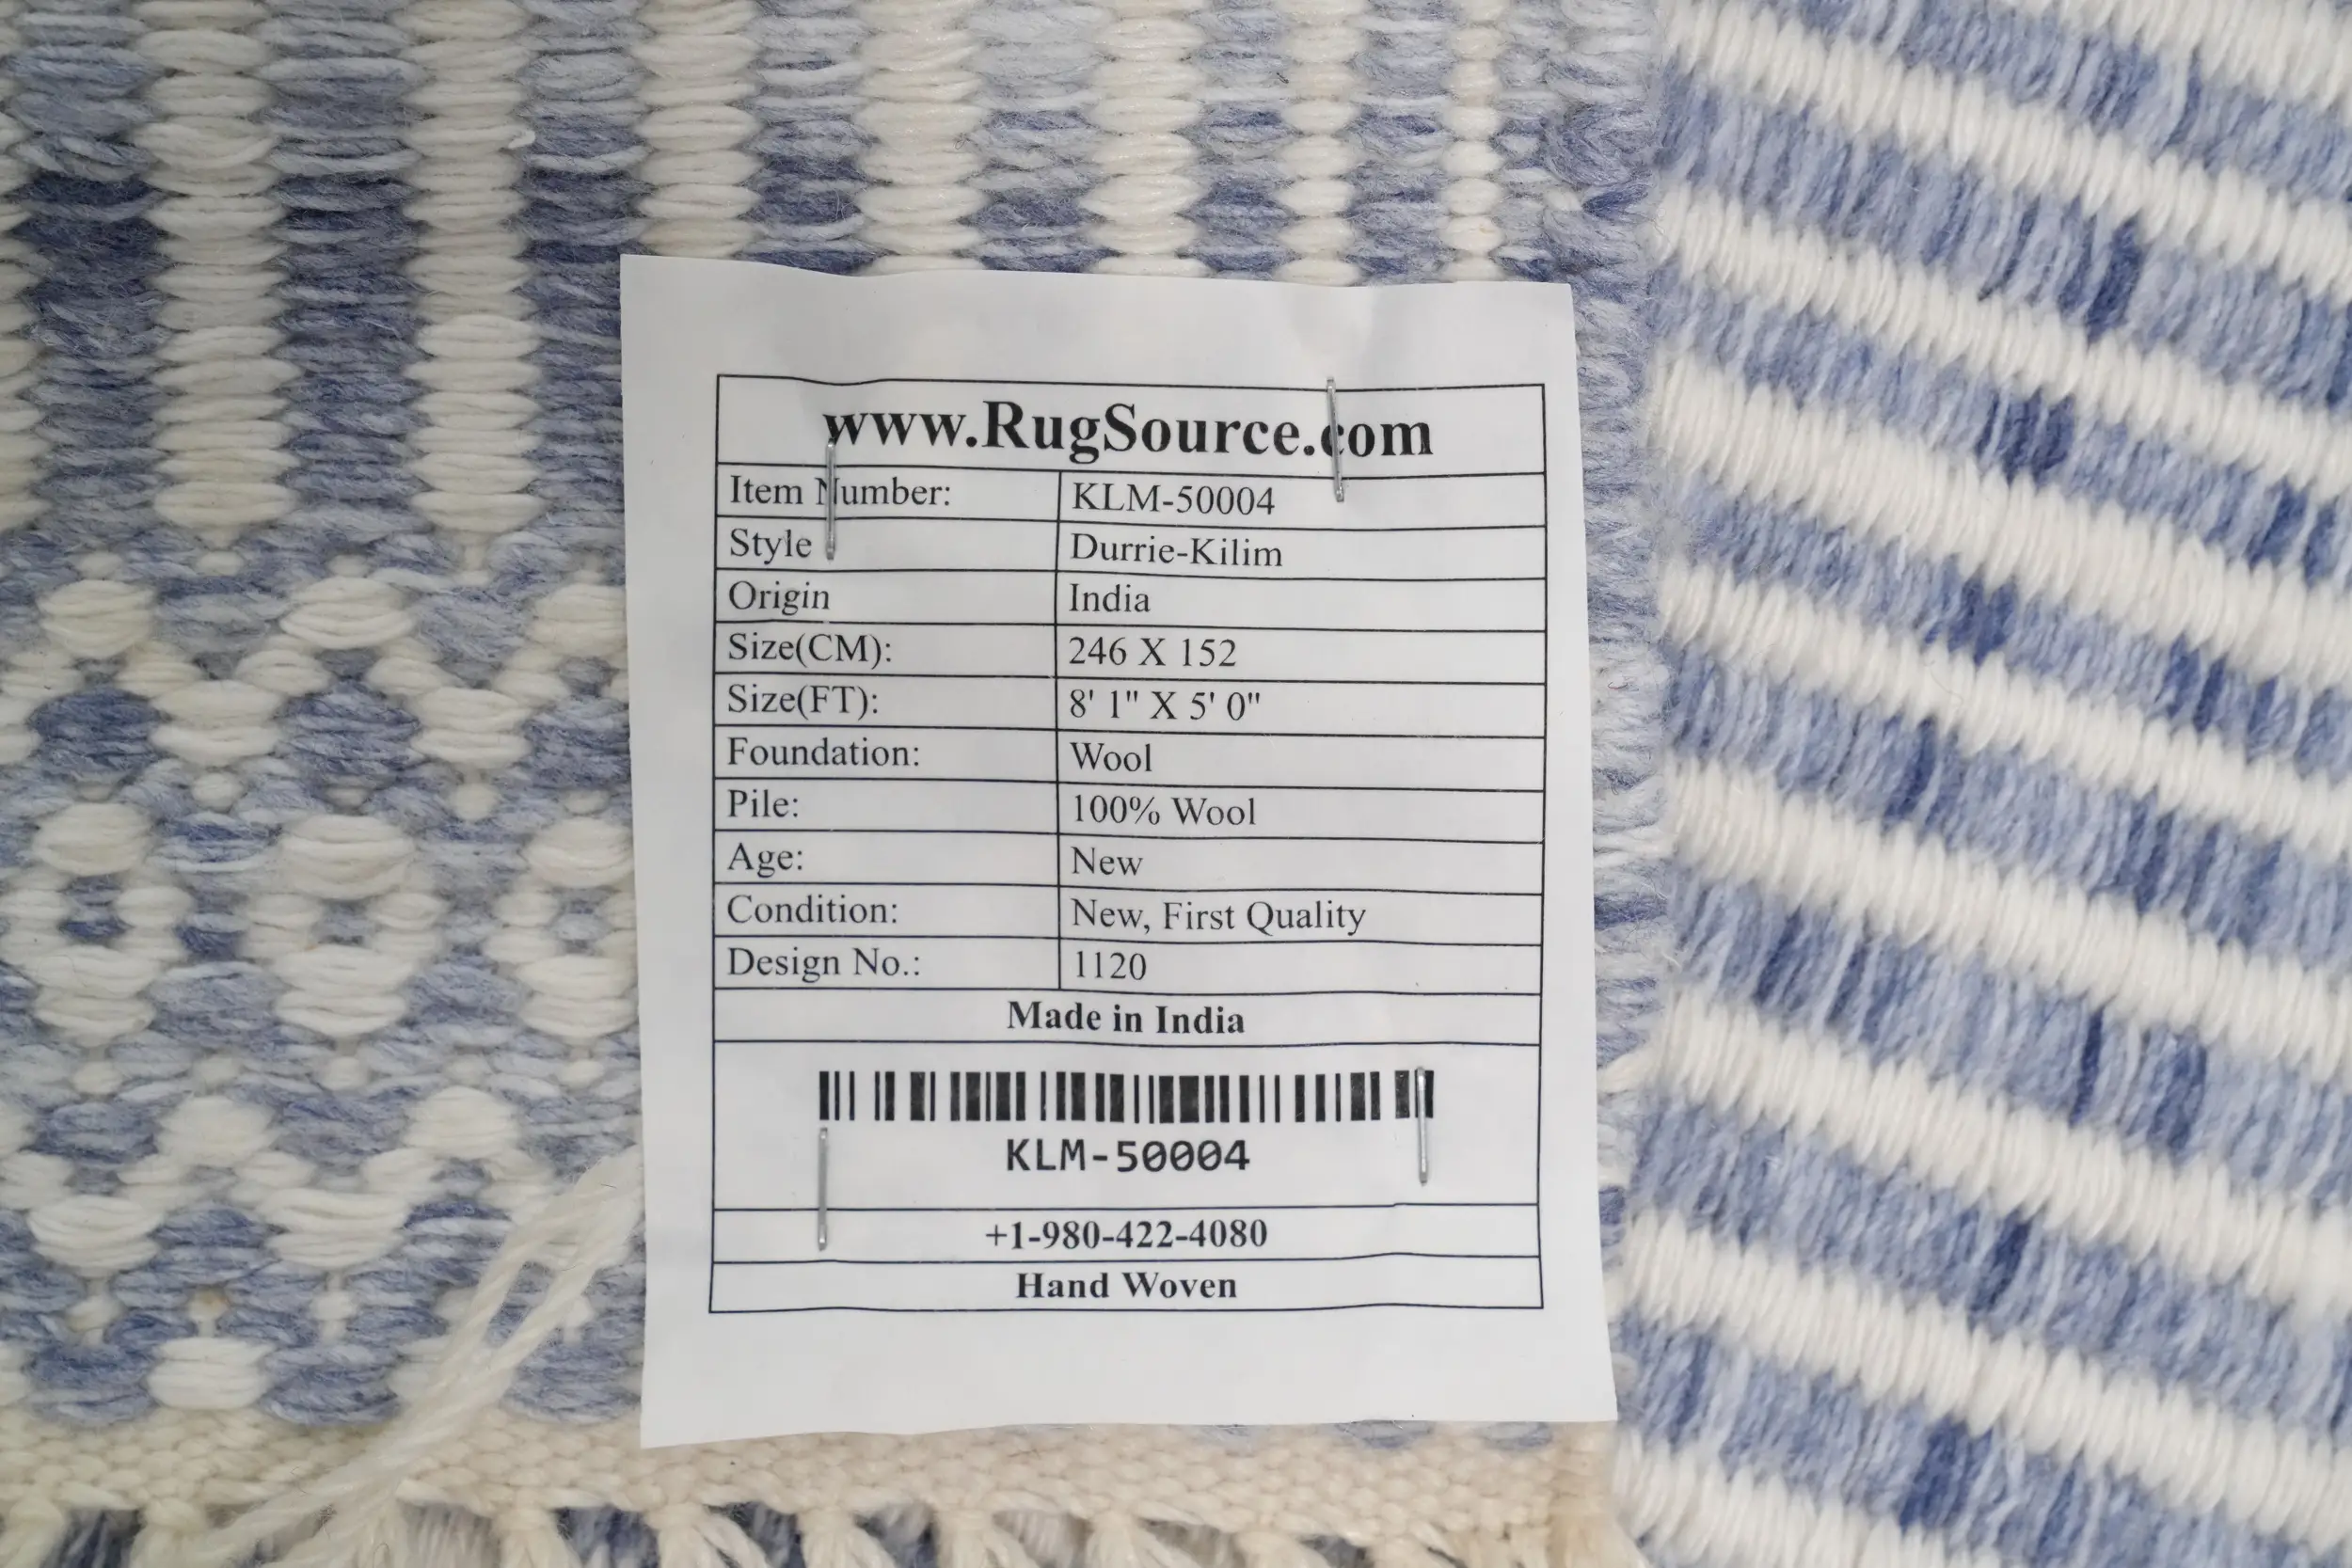 www.RugSource.com
Item Number: KLM-50004
Style Durrie-Kilim
Origin India
Size(CM): 246 X 152
Size(FT): 8' 1" X 5' 0"
Foundation: Wool
Pile: 100% Wool
Age: New
Condition: New, First Quality
Design No.: 1120
Made in India
KLM-50004
+1-980-422-4080
Hand Woven